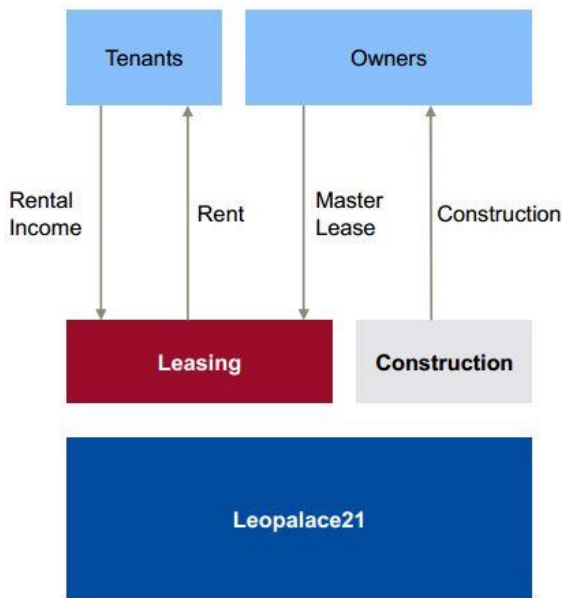 Tenants
Owners
Rental
Income
Rent
Master
Lease
Construction
Leasing
Construction
Leopalace21